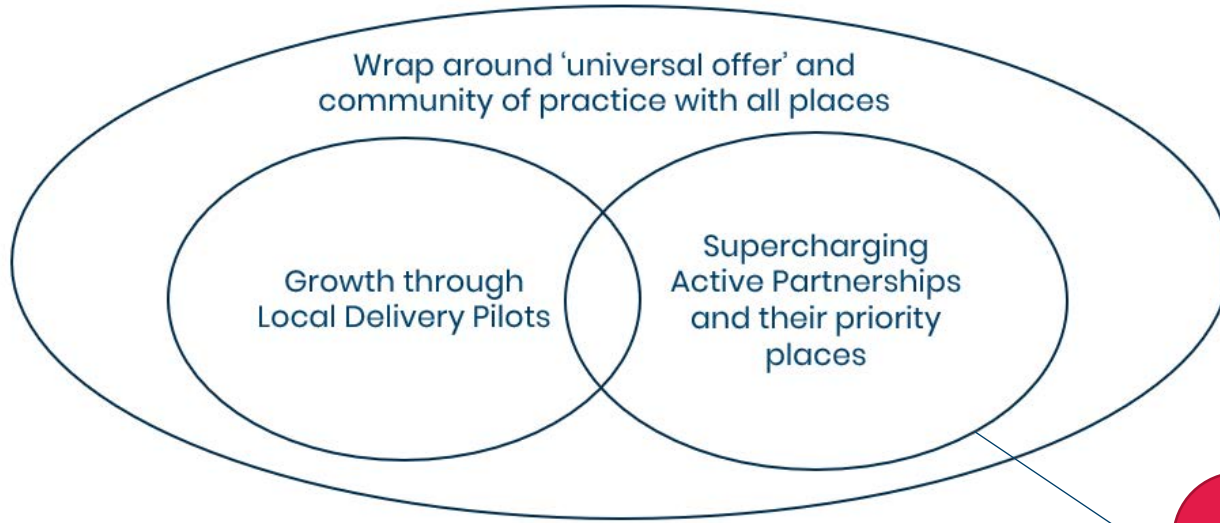 Wrap around ‘universal offer’ and
community of practice with all places
Growth through
Local Delivery Pilots
Supercharging
Active Partnerships
and their priority
places